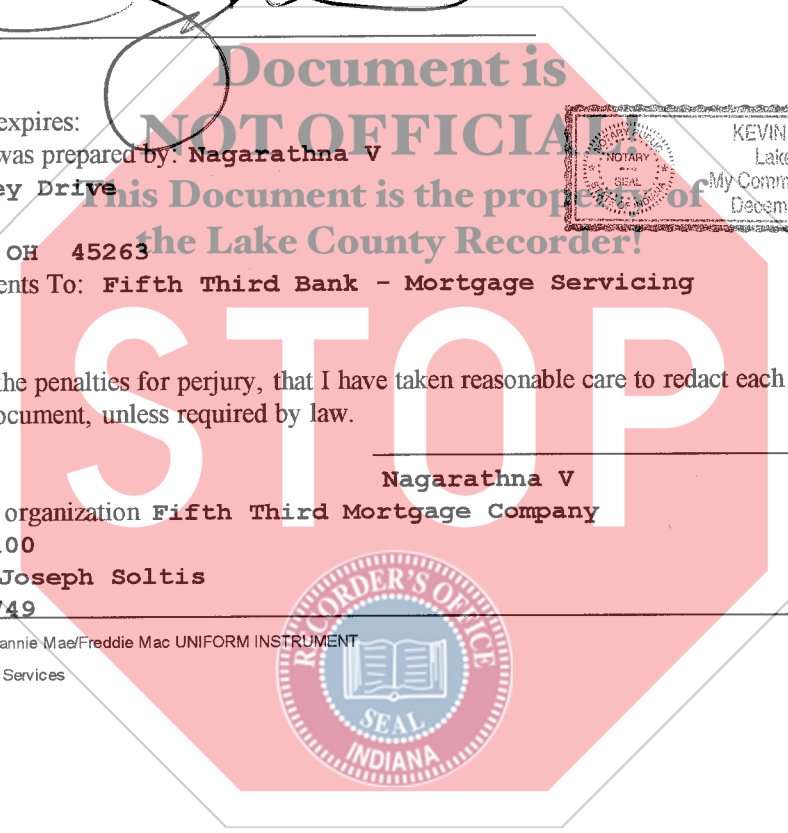 Document is
NOT OFFICIAL!
This Document is the property of
the Lake County Recorder!
STOP
expires:
was prepared by: Nagarathna V
ey Drive
OH 45263
ents To: Fifth Third Bank - Mortgage Servicing
the penalties for perjury, that I have taken reasonable care to redact each
ocument, unless required by law.
Nagarathna V
organization Fifth Third Mortgage Company
00
Joseph Soltis
749
annie Mae/Freddie Mac UNIFORM INSTRUMENT
Services
KEVIN
Lake
My Comm
Decem
NOTARY PUBLIC
NOTARY
SEAL
RECORDER'S OFFICE
SEAL
INDIANA